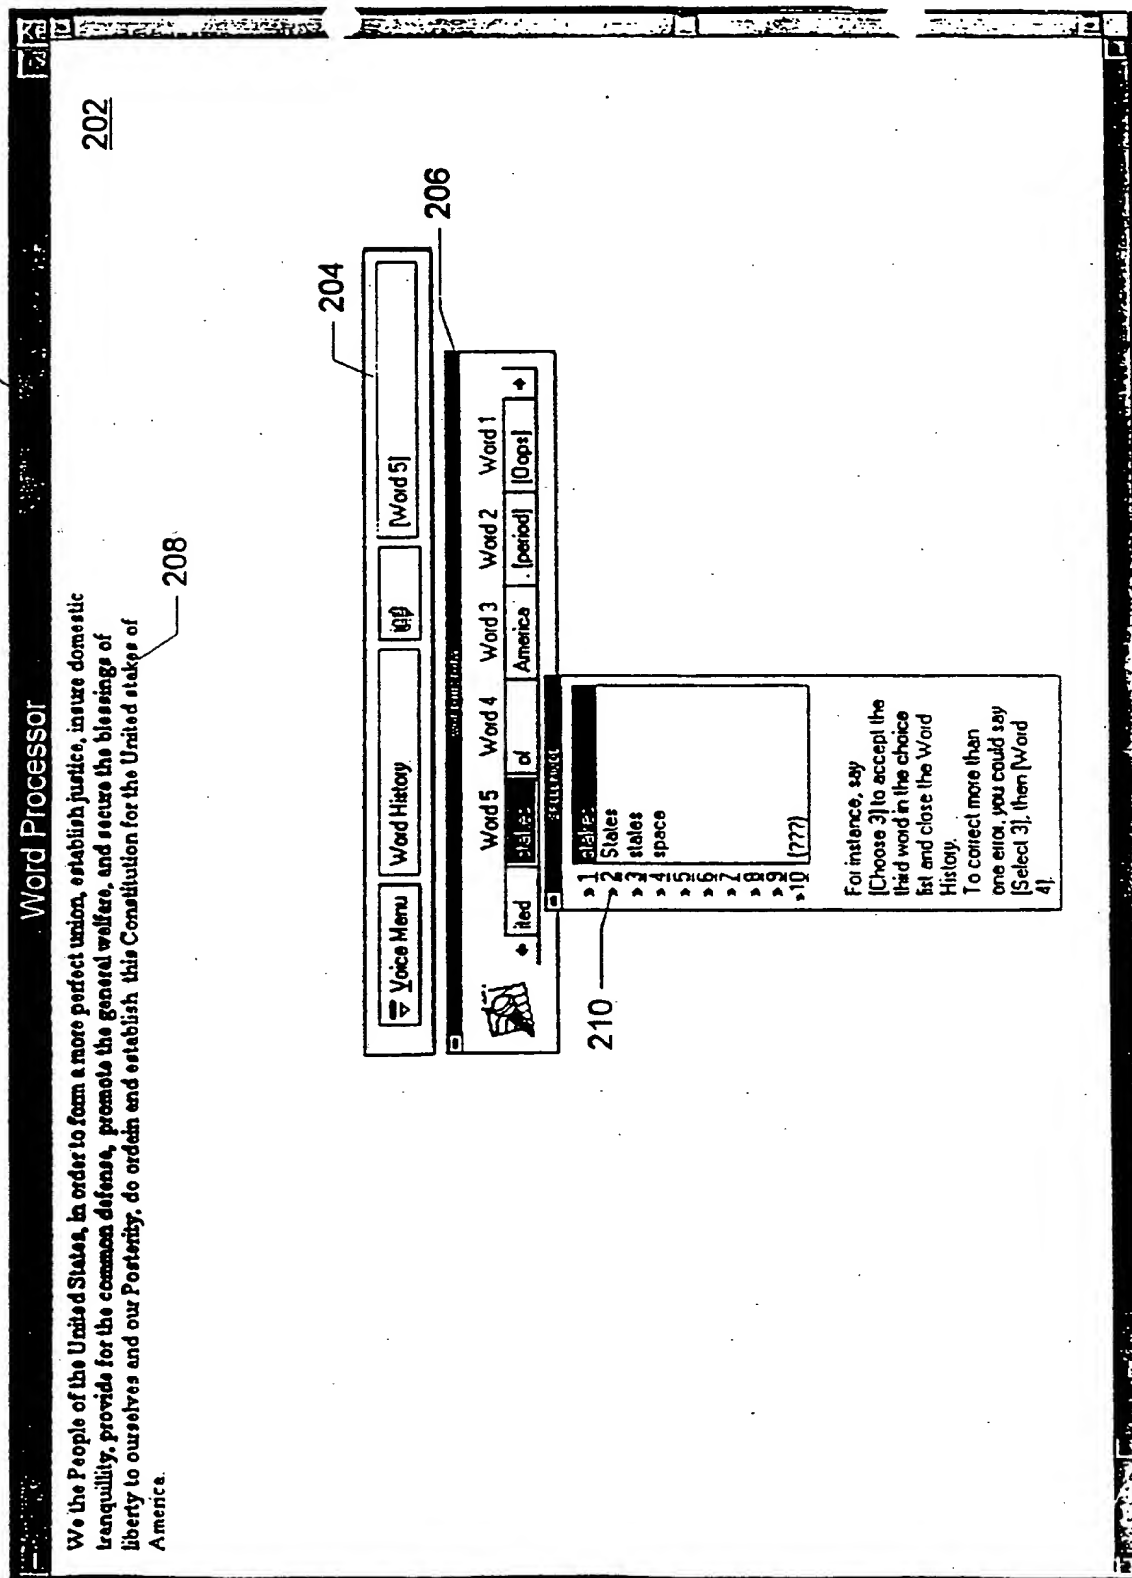 Word Processor
We the People of the United States, in order to form a more perfect union, establish justice, insure domestic
tranquillity, provide for the common defense, promote the general welfare, and secure the blessings of
liberty to ourselves and our Posterity, do ordain and establish this Constitution for the United stakes of
America.
202
208
204
Voice Menu
Word History
[Word 5]
206
Word 5 Word 4 Word 3 Word 2 Word 1
ited stakes of America . [period] [Oops]
210
» 1 stakes
» 2 States
» 3 states
» 4 space
» 5
» 6
» 7
» 8
» 9
» 10 (???)
For instance, say
[Choose 3] to accept the
third word in the choice
list and close the Word
History.
To correct more than
one error, you could say
[Select 3], then [Word
4].